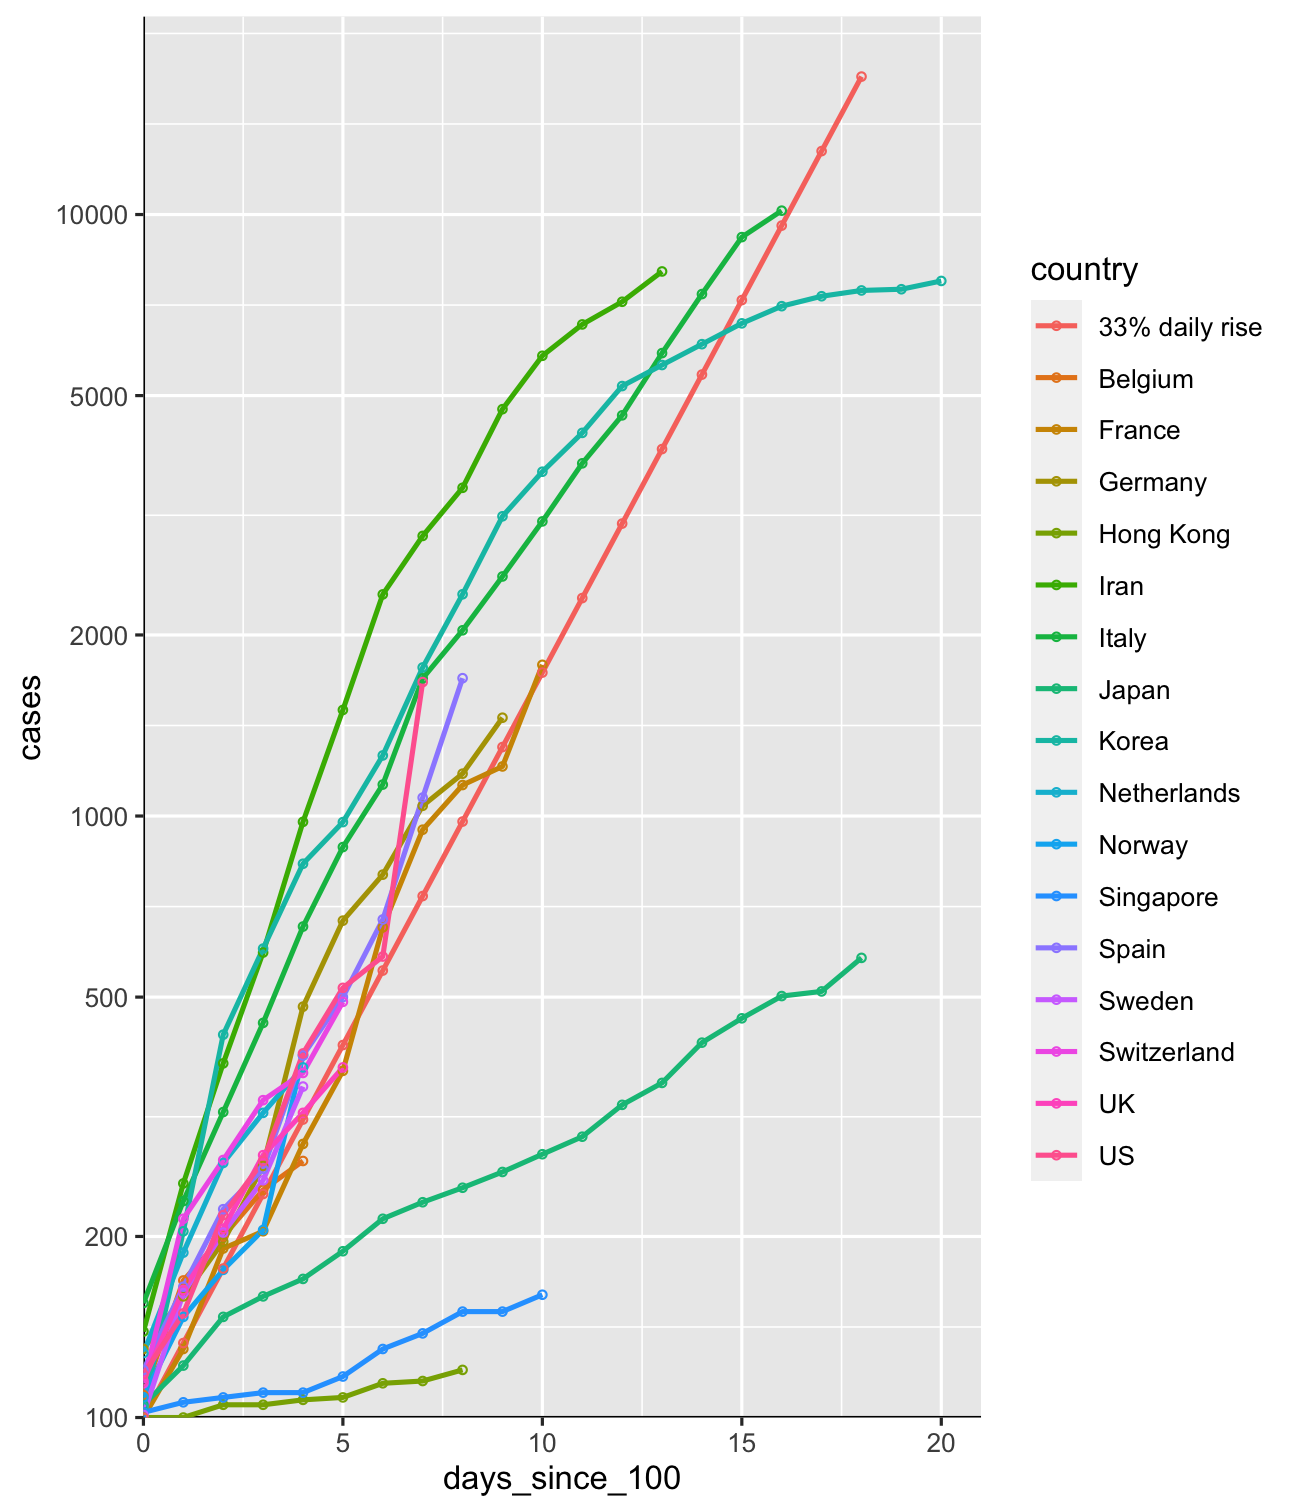 10000
5000
2000
1000
500
200
100
cases
0 5 10 15 20
days_since_100
country
33% daily rise
Belgium
France
Germany
Hong Kong
Iran
Italy
Japan
Korea
Netherlands
Norway
Singapore
Spain
Sweden
Switzerland
UK
US